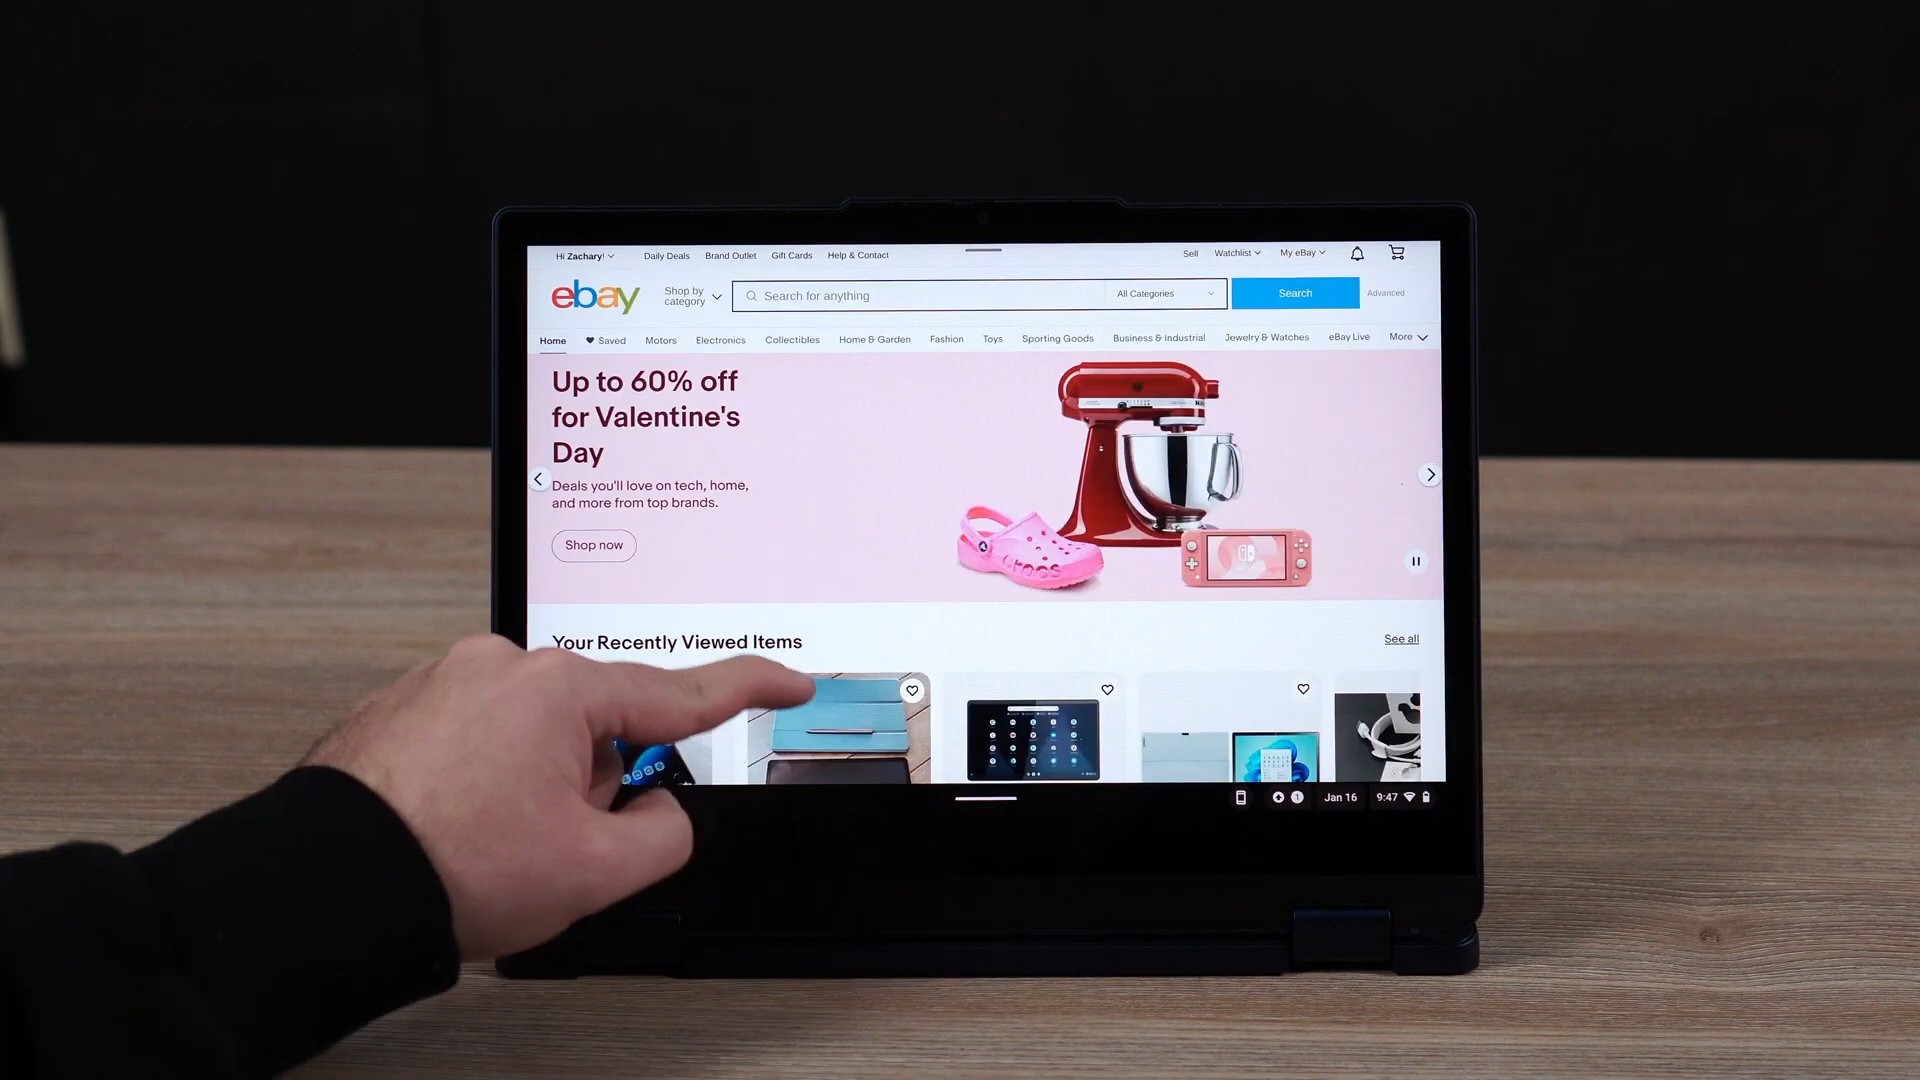 Hi Zachary! Daily Deals Brand Outlet Gift Cards Help & Contact Sell Watchlist My eBay
ebay Shop by category Search for anything All Categories Search Advanced
Home Saved Motors Electronics Collectibles Home & Garden Fashion Toys Sporting Goods Business & Industrial Jewelry & Watches eBay Live More
Up to 60% off
for Valentine's
Day
Deals you'll love on tech, home,
and more from top brands.
Shop now
crocs
Your Recently Viewed Items See all
1 Jan 16 9:47